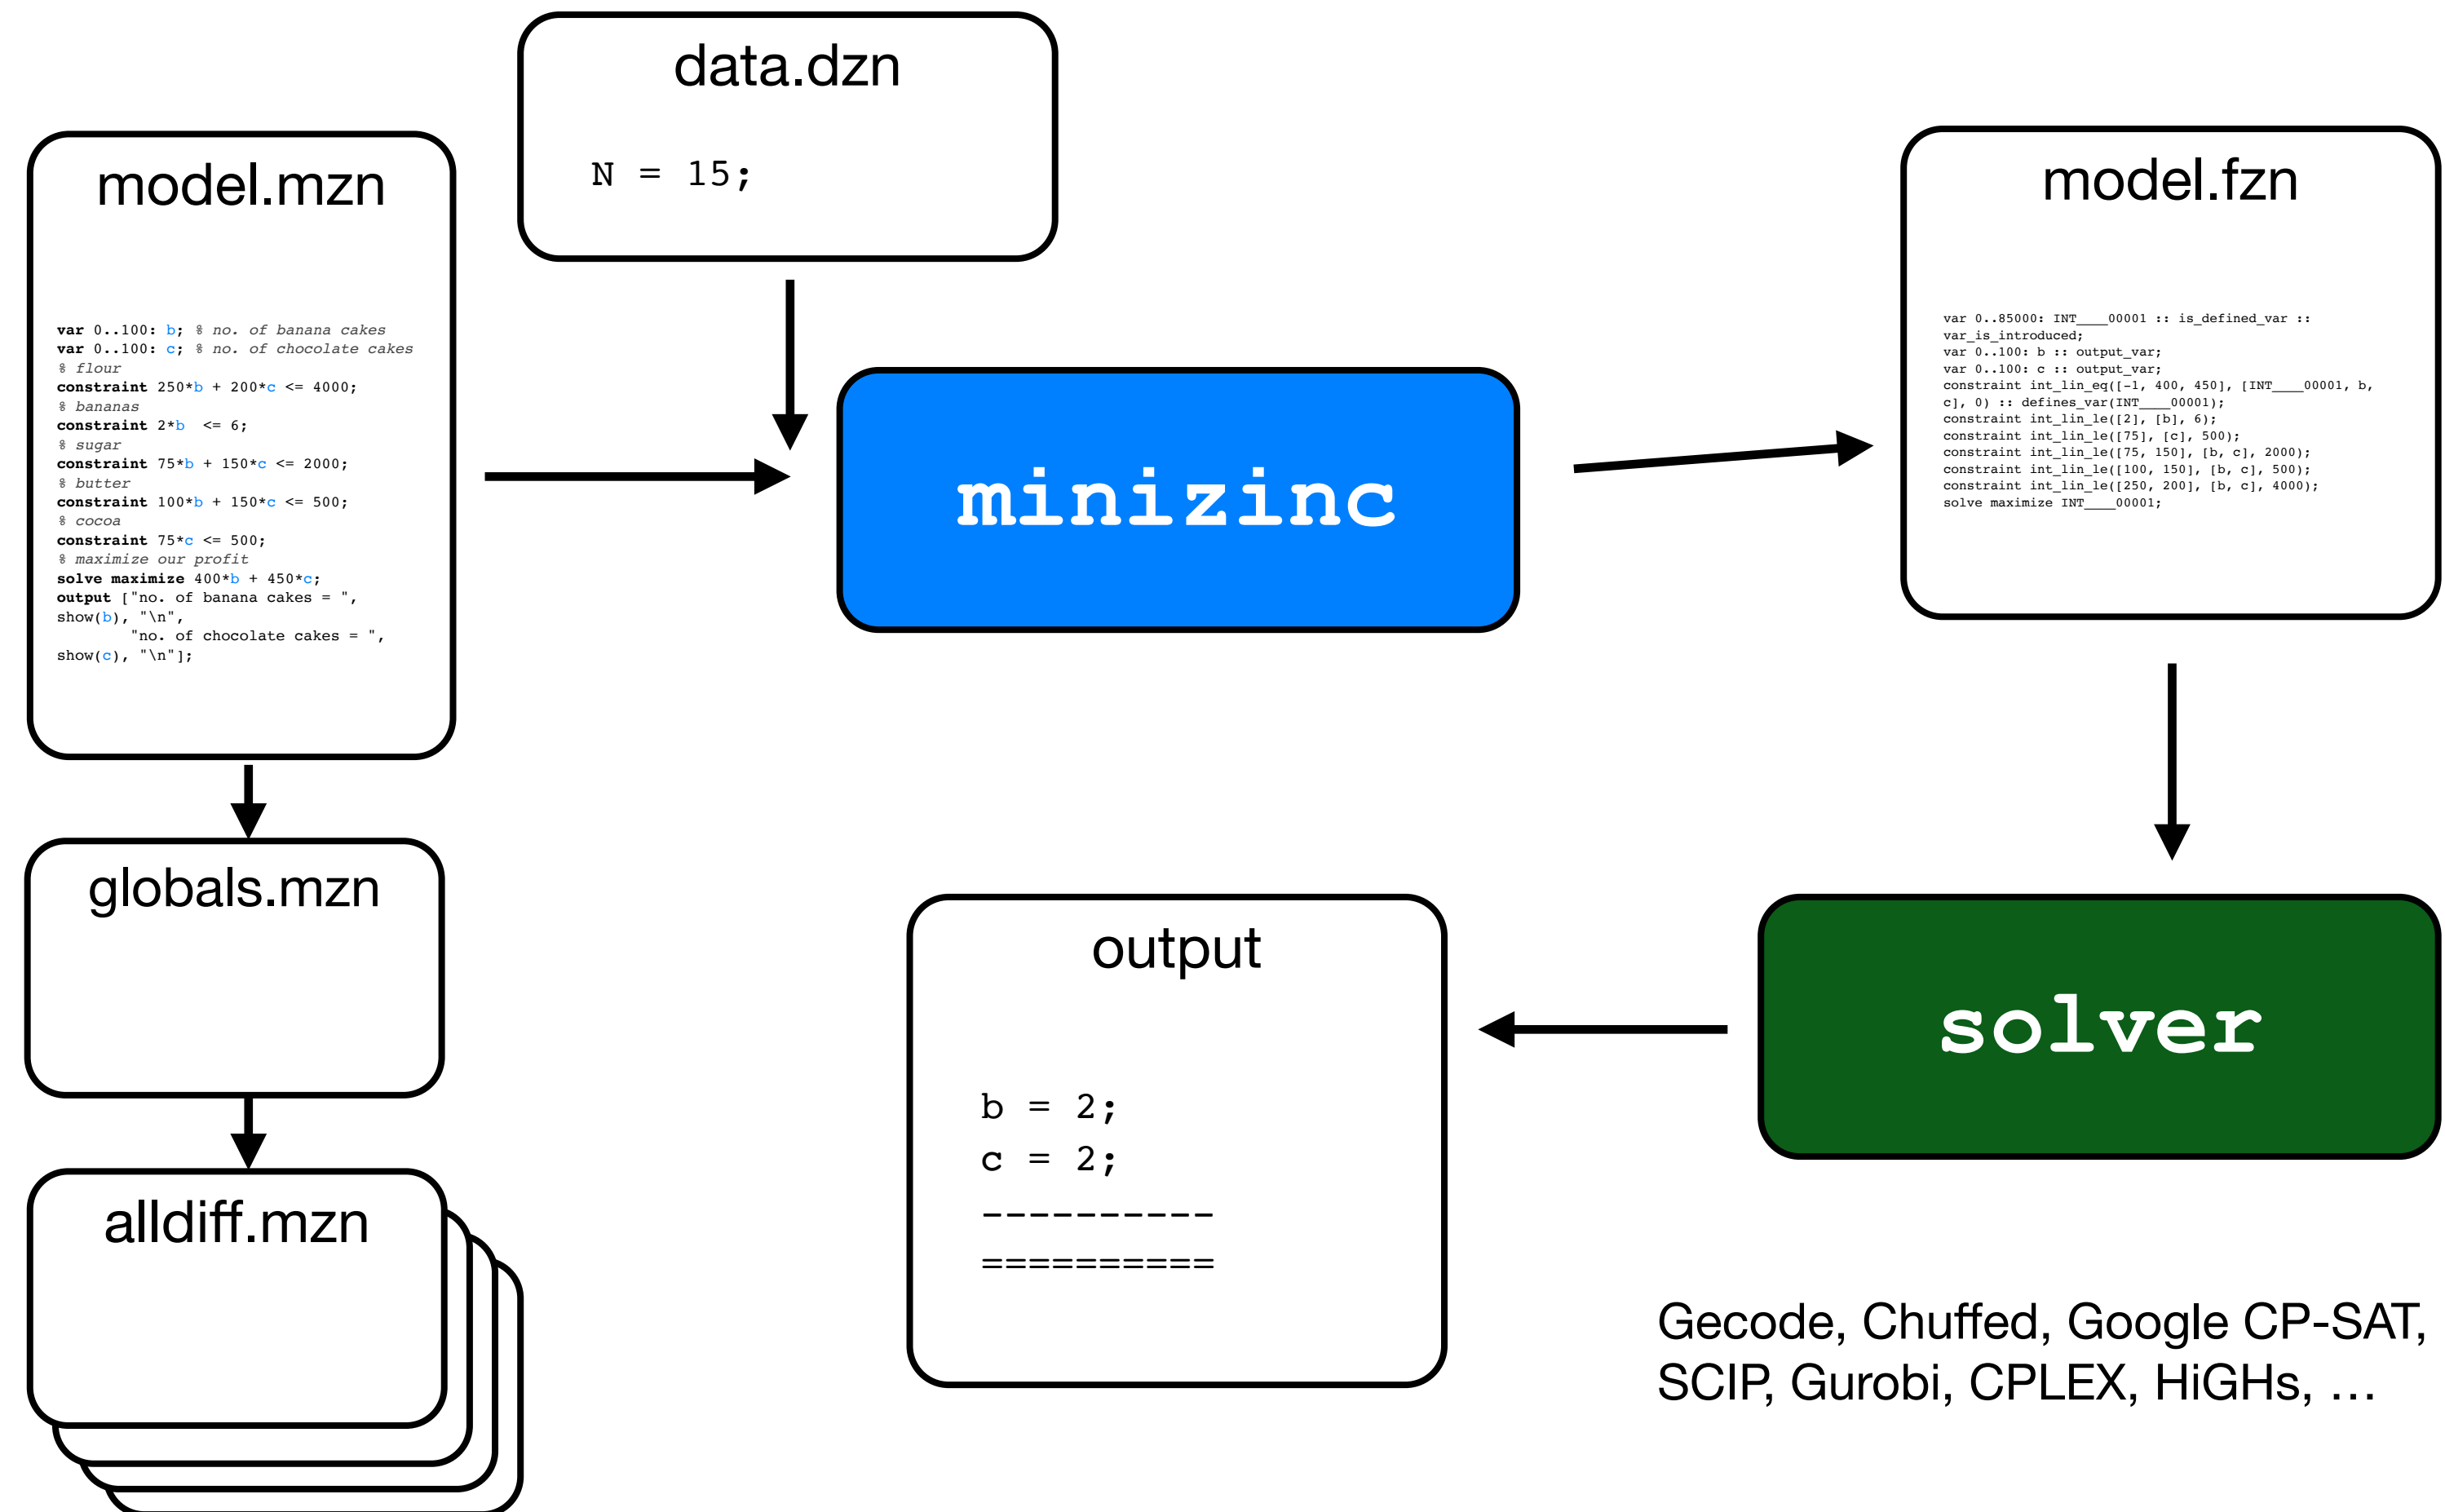 data.dzn
N = 15;
model.mzn
var 0..100: b; % no. of banana cakes
var 0..100: c; % no. of chocolate cakes
% flour
constraint 250*b + 200*c <= 4000;
% bananas
constraint 2*b  <= 6;
% sugar
constraint 75*b + 150*c <= 2000;
% butter
constraint 100*b + 150*c <= 500;
% cocoa
constraint 75*c <= 500;
% maximize our profit
solve maximize 400*b + 450*c;
output ["no. of banana cakes = ",
show(b), "\n",
        "no. of chocolate cakes = ",
show(c), "\n"];
minizinc
model.fzn
var 0..85000: INT____00001 :: is_defined_var ::
var_is_introduced;
var 0..100: b :: output_var;
var 0..100: c :: output_var;
constraint int_lin_eq([-1, 400, 450], [INT____00001, b,
c], 0) :: defines_var(INT____00001);
constraint int_lin_le([2], [b], 6);
constraint int_lin_le([75], [c], 500);
constraint int_lin_le([75, 150], [b, c], 2000);
constraint int_lin_le([100, 150], [b, c], 500);
constraint int_lin_le([250, 200], [b, c], 4000);
solve maximize INT____00001;
globals.mzn
alldiff.mzn
output
b = 2;
c = 2;
----------
==========
solver
Gecode, Chuffed, Google CP-SAT,
SCIP, Gurobi, CPLEX, HiGHs, …